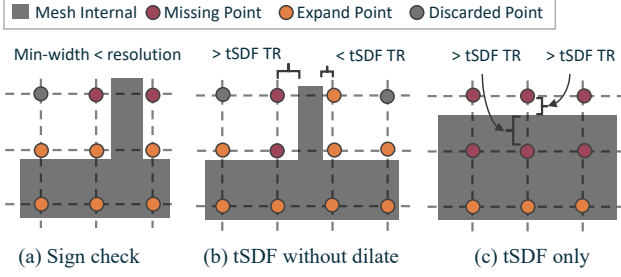 Mesh Internal Missing Point Expand Point Discarded Point
Min-width < resolution > tSDF TR < tSDF TR > tSDF TR > tSDF TR
(a) Sign check (b) tSDF without dilate (c) tSDF only